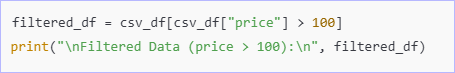 filtered_df = csv_df[csv_df["price"] > 100]
print("\nFiltered Data (price > 100):\n", filtered_df)